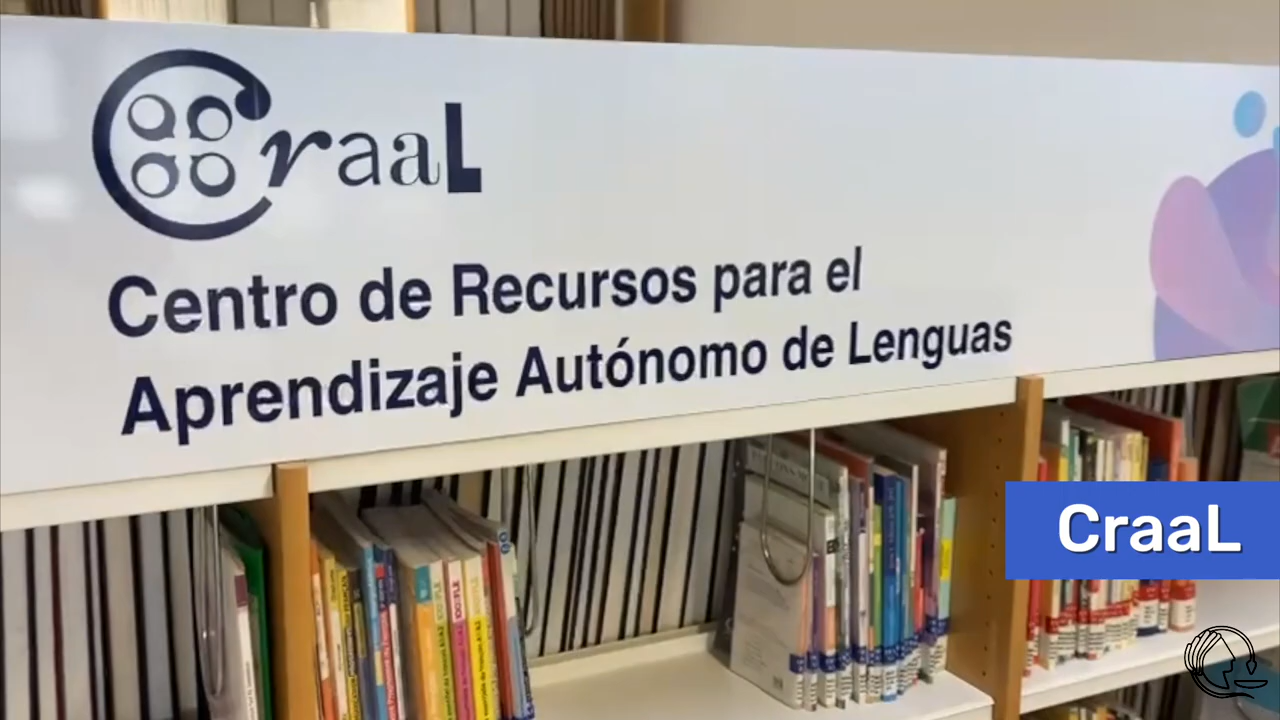 Craal
Centro de Recursos para el
Aprendizaje Autónomo de Lenguas
CraaL